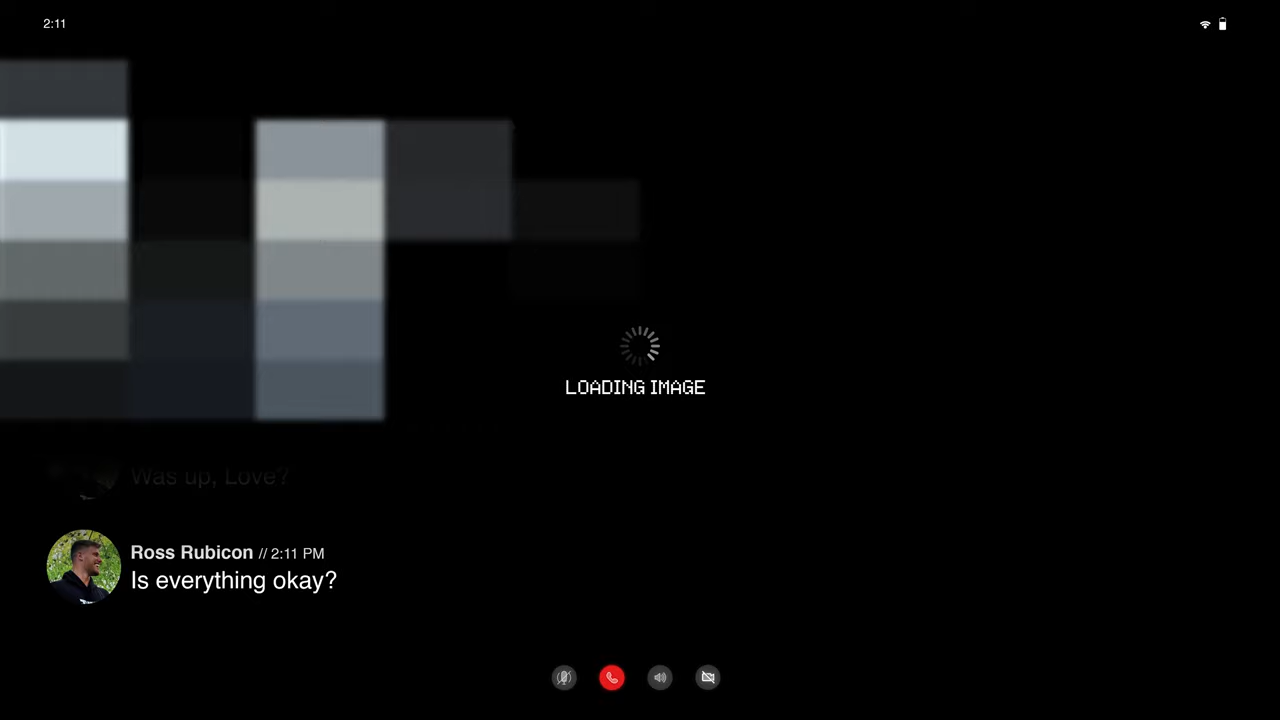 2:11
LOADING IMAGE
Was up, Love?
Ross Rubicon // 2:11 PM
Is everything okay?